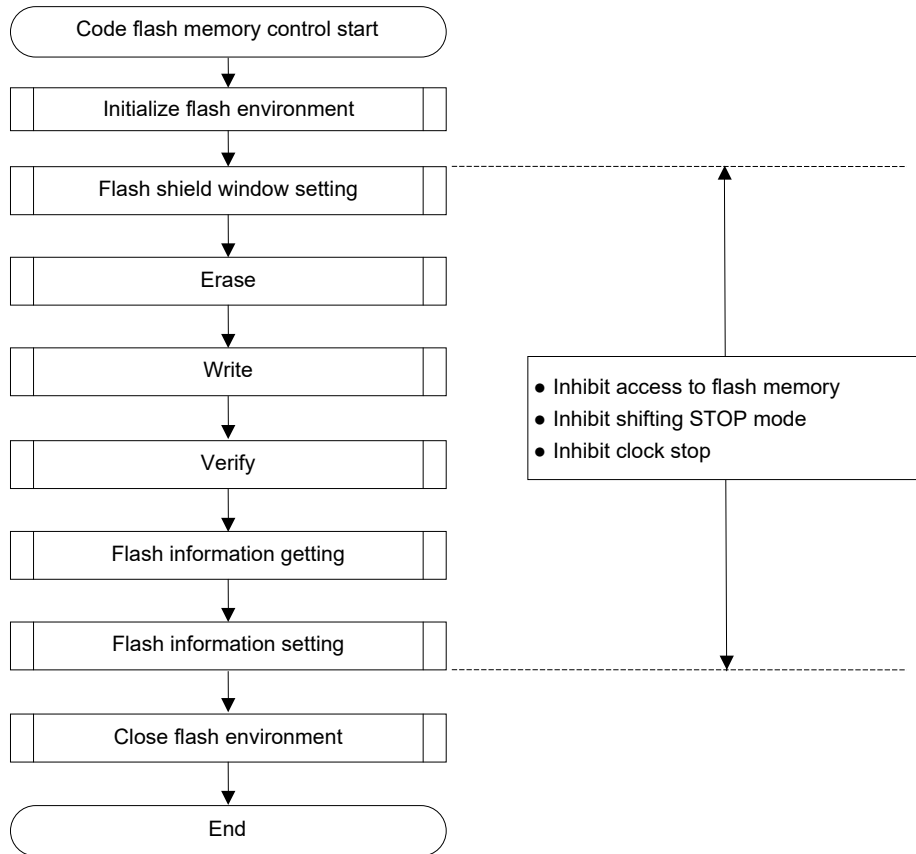 Code flash memory control start
Initialize flash environment
Flash shield window setting
Erase
Write
Verify
Flash information getting
Flash information setting
Close flash environment
End
● Inhibit access to flash memory
● Inhibit shifting STOP mode
● Inhibit clock stop